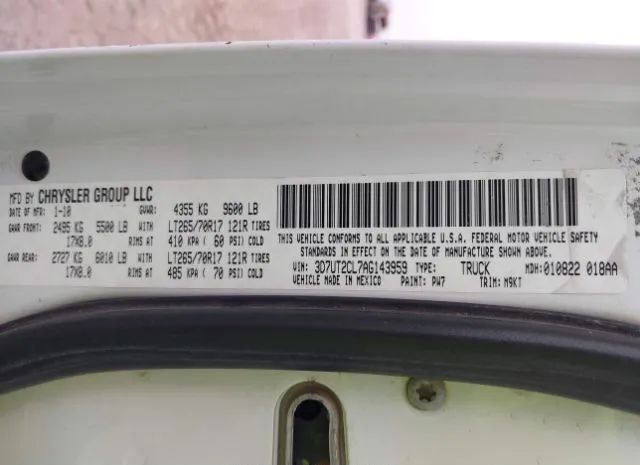 MFD BY CHRYSLER GROUP LLC
DATE OF MFR: 1-10 GVWR: 4355 KG 9600 LB
GAWR FRONT: 2495 KG 5500 LB WITH LT265/70R17 121R TIRES
17X8.0 RIMS AT 410 KPA ( 60 PSI) COLD
GAWR REAR: 2727 KG 6010 LB WITH LT265/70R17 121R TIRES
17X8.0 RIMS AT 485 KPA ( 70 PSI) COLD
THIS VEHICLE CONFORMS TO ALL APPLICABLE U.S.A. FEDERAL MOTOR VEHICLE SAFETY
STANDARDS IN EFFECT ON THE DATE OF MANUFACTURE SHOWN ABOVE.
VIN: 3D7UT2CL7AG143959 TYPE: TRUCK MDH: 010822 018AA
VEHICLE MADE IN MEXICO PAINT: PW7 TRIM: M9KT